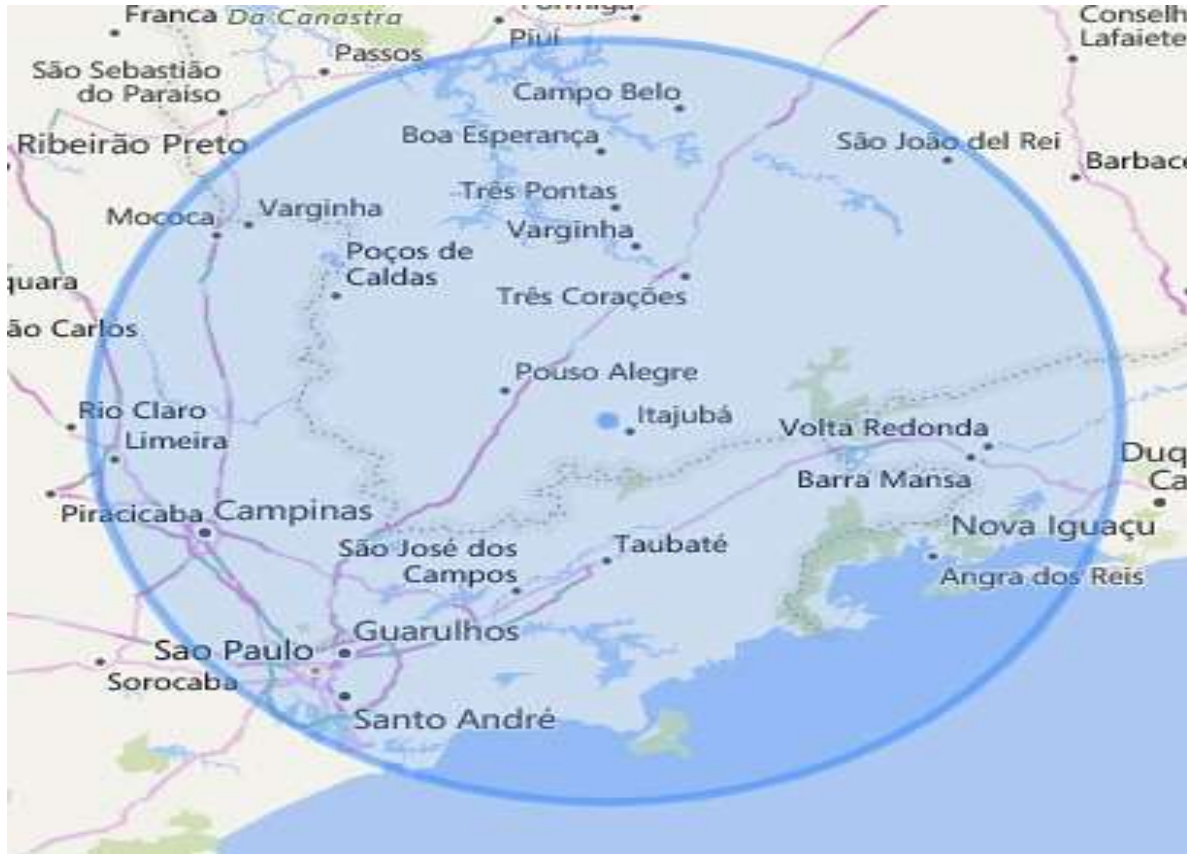 Formiga
Franca
Da Canastra
Piuí
Conselh
Lafaiete
Passos
São Sebastião
do Paraíso
Campo Belo
Ribeirão Preto
Boa Esperança
São João del Rei
Barbace
Três Pontas
Mococa
Varginha
Varginha
Poços de
Caldas
quara
Três Corações
ão Carlos
Pouso Alegre
Rio Claro
Itajubá
Limeira
Volta Redonda
Duq
Ca
Barra Mansa
Piracicaba
Campinas
Nova Iguaçu
São José dos
Campos
Taubaté
Angra dos Reis
Guarulhos
Sao Paulo
Sorocaba
Santo André